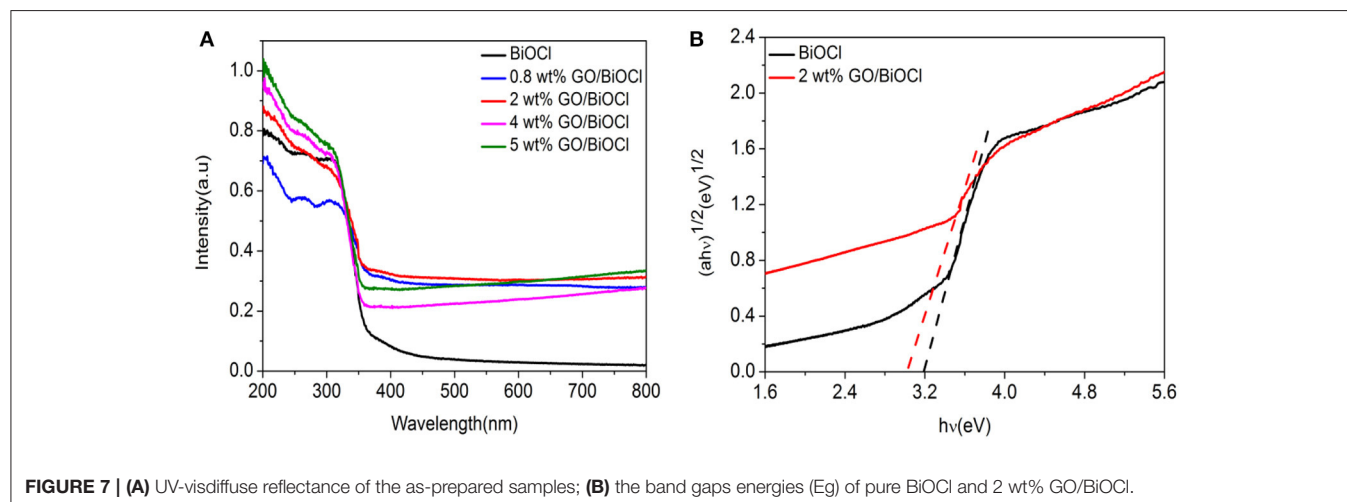 A
BiOCl
0.8 wt% GO/BiOCl
2 wt% GO/BiOCl
4 wt% GO/BiOCl
5 wt% GO/BiOCl
1.0
0.8
0.6
0.4
0.2
0.0
Intensity(a.u)
200 300 400 500 600 700 800
Wavelength(nm)
B
BiOCl
2 wt% GO/BiOCl
2.4
2.0
1.6
1.2
0.8
0.4
0.0
(ahν)1/2(eV)1/2
1.6 2.4 3.2 4.0 4.8 5.6
hν(eV)
FIGURE 7 | (A) UV-visdiffuse reflectance of the as-prepared samples; (B) the band gaps energies (Eg) of pure BiOCl and 2 wt% GO/BiOCl.